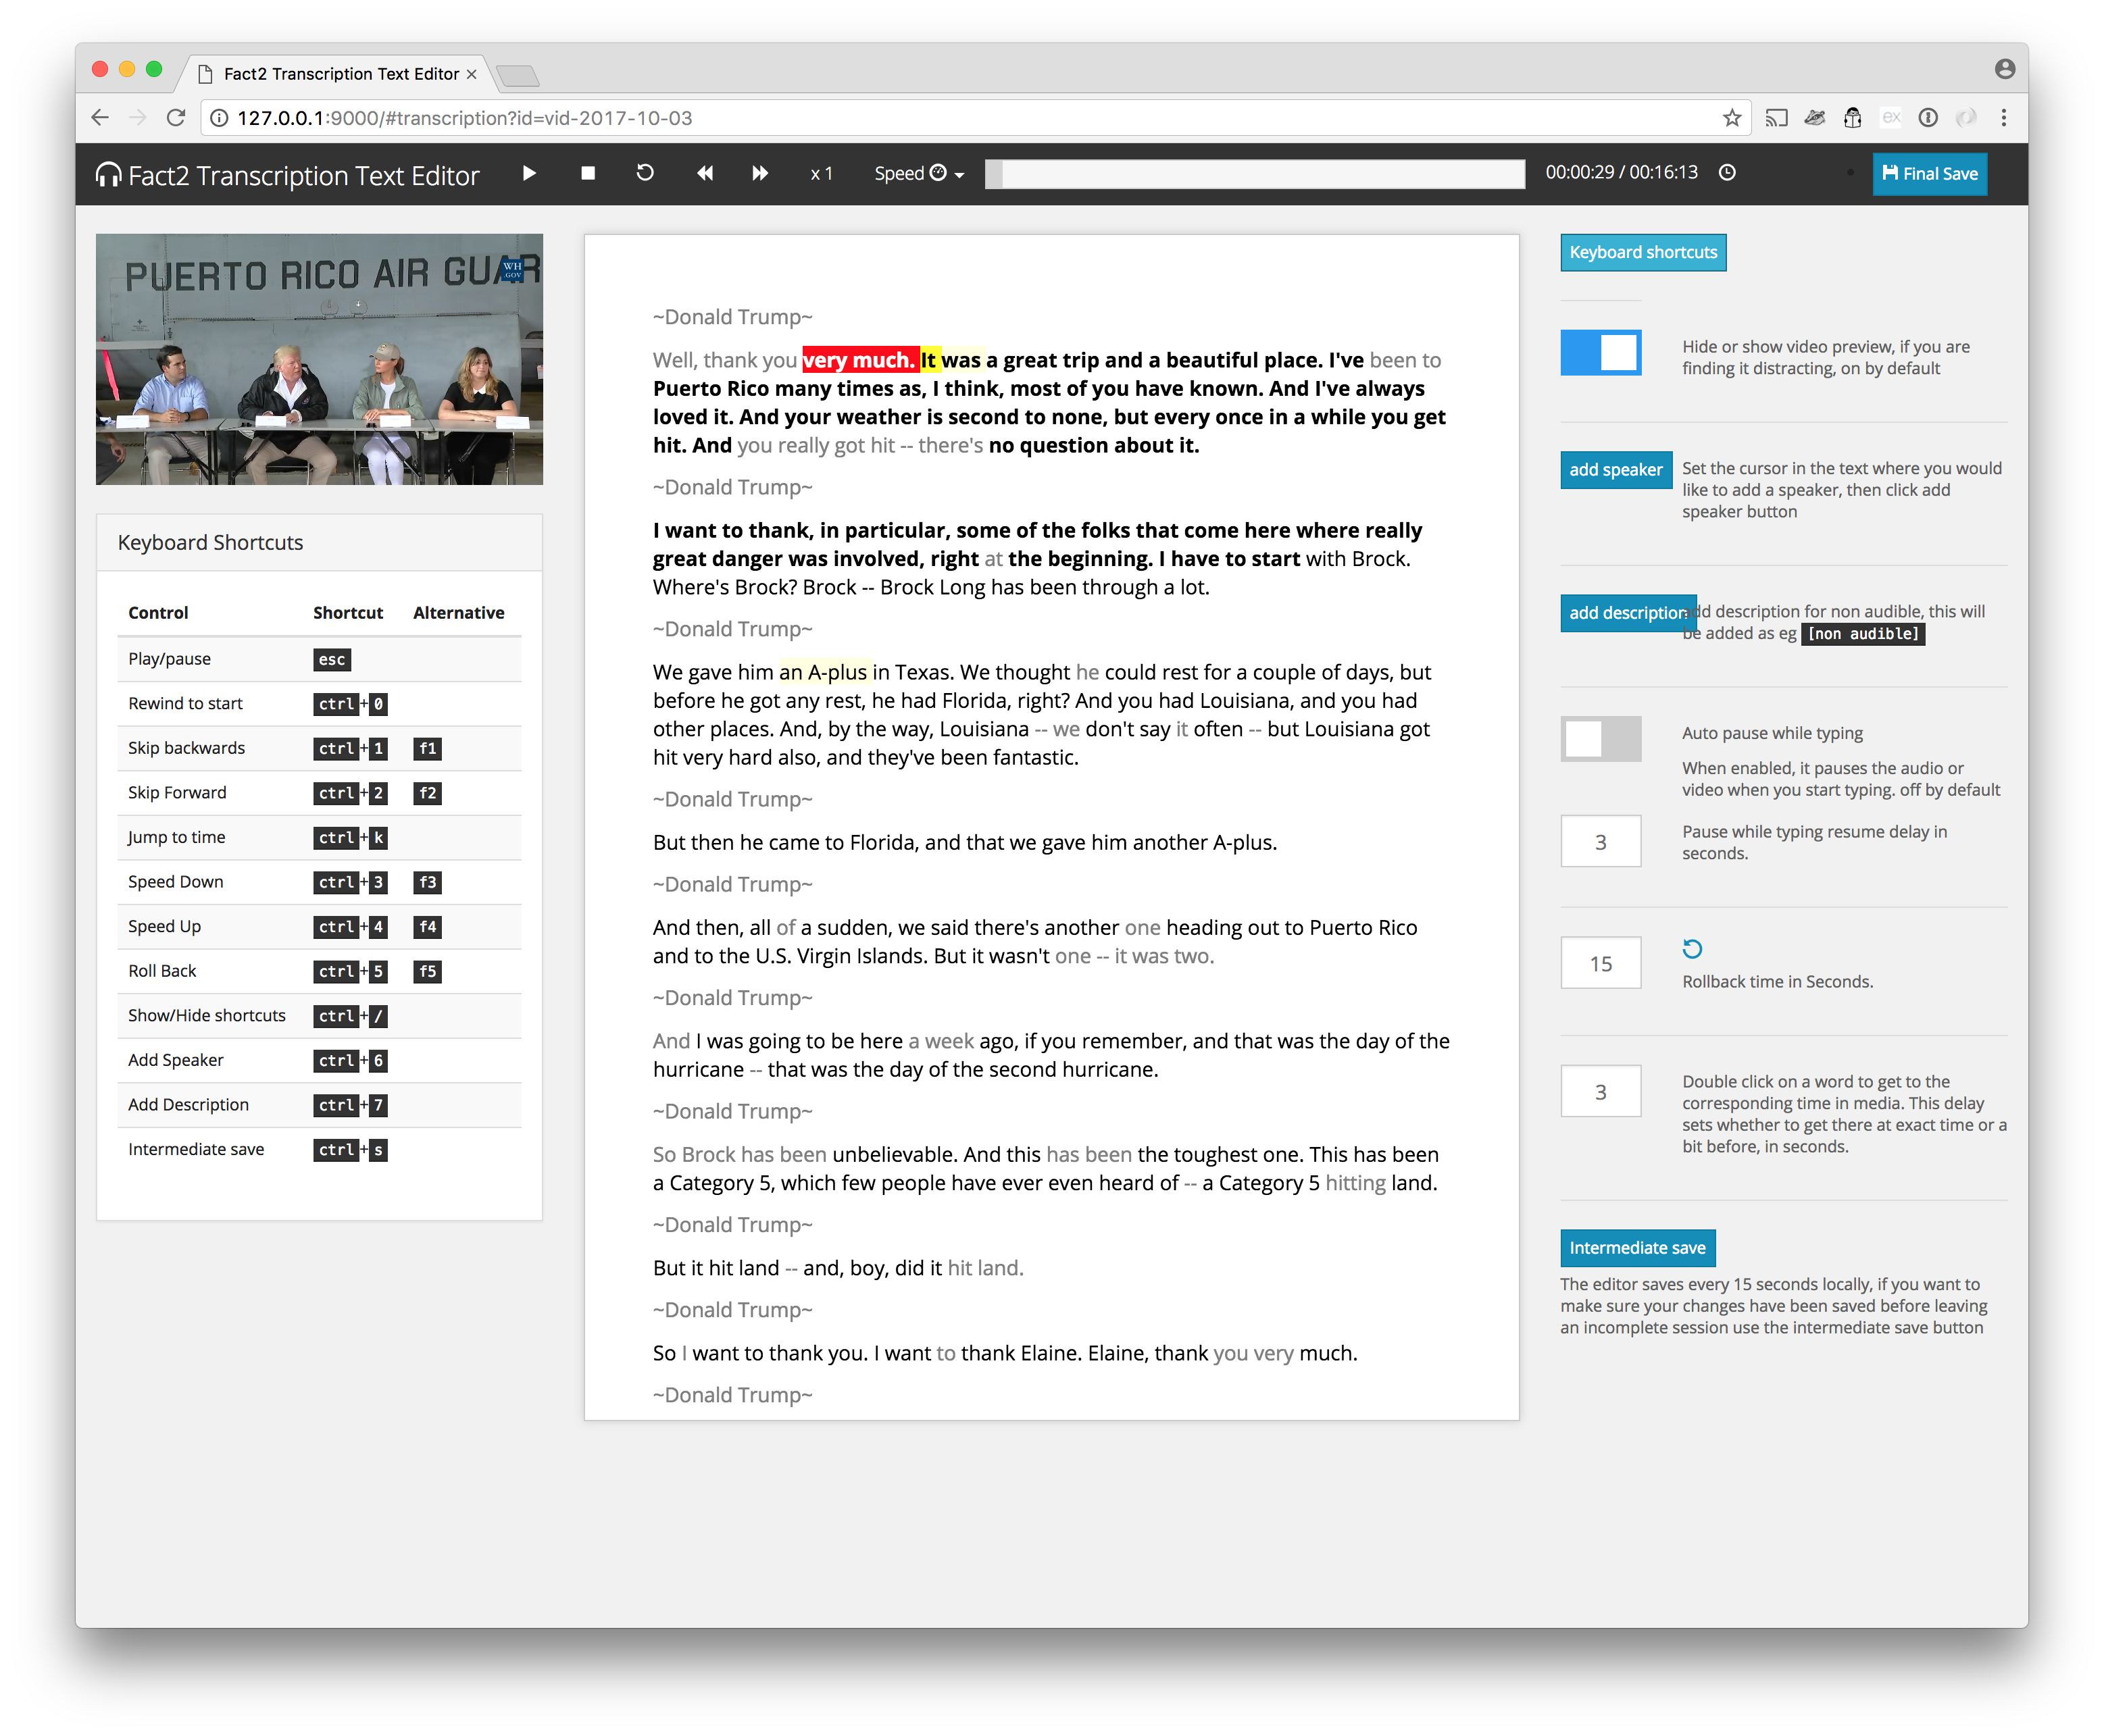 Fact2 Transcription Text Editor
127.0.0.1:9000/#transcription?id=vid-2017-10-03
Fact2 Transcription Text Editor
x 1
Speed
00:00:29 / 00:16:13
Final Save
PUERTO RICO AIR GUAR
WH
.GOV
Keyboard Shortcuts
Control Shortcut Alternative
Play/pause esc
Rewind to start ctrl+0
Skip backwards ctrl+1 f1
Skip Forward ctrl+2 f2
Jump to time ctrl+k
Speed Down ctrl+3 f3
Speed Up ctrl+4 f4
Roll Back ctrl+5 f5
Show/Hide shortcuts ctrl+/
Add Speaker ctrl+6
Add Description ctrl+7
Intermediate save ctrl+s
~Donald Trump~
Well, thank you very much. It was a great trip and a beautiful place. I've been to
Puerto Rico many times as, I think, most of you have known. And I've always
loved it. And your weather is second to none, but every once in a while you get
hit. And you really got hit -- there's no question about it.
~Donald Trump~
I want to thank, in particular, some of the folks that come here where really
great danger was involved, right at the beginning. I have to start with Brock.
Where's Brock? Brock -- Brock Long has been through a lot.
~Donald Trump~
We gave him an A-plus in Texas. We thought he could rest for a couple of days, but
before he got any rest, he had Florida, right? And you had Louisiana, and you had
other places. And, by the way, Louisiana -- we don't say it often -- but Louisiana got
hit very hard also, and they've been fantastic.
~Donald Trump~
But then he came to Florida, and that we gave him another A-plus.
~Donald Trump~
And then, all of a sudden, we said there's another one heading out to Puerto Rico
and to the U.S. Virgin Islands. But it wasn't one -- it was two.
~Donald Trump~
And I was going to be here a week ago, if you remember, and that was the day of the
hurricane -- that was the day of the second hurricane.
~Donald Trump~
So Brock has been unbelievable. And this has been the toughest one. This has been
a Category 5, which few people have ever even heard of -- a Category 5 hitting land.
~Donald Trump~
But it hit land -- and, boy, did it hit land.
~Donald Trump~
So I want to thank you. I want to thank Elaine. Elaine, thank you very much.
~Donald Trump~
Keyboard shortcuts
Hide or show video preview, if you are
finding it distracting, on by default
add speaker
Set the cursor in the text where you would
like to add a speaker, then click add
speaker button
add description
add description for non audible, this will
be added as eg [non audible]
Auto pause while typing
When enabled, it pauses the audio or
video when you start typing. off by default
3
Pause while typing resume delay in
seconds.
15
Rollback time in Seconds.
3
Double click on a word to get to the
corresponding time in media. This delay
sets whether to get there at exact time or a
bit before, in seconds.
Intermediate save
The editor saves every 15 seconds locally, if you want to
make sure your changes have been saved before leaving
an incomplete session use the intermediate save button